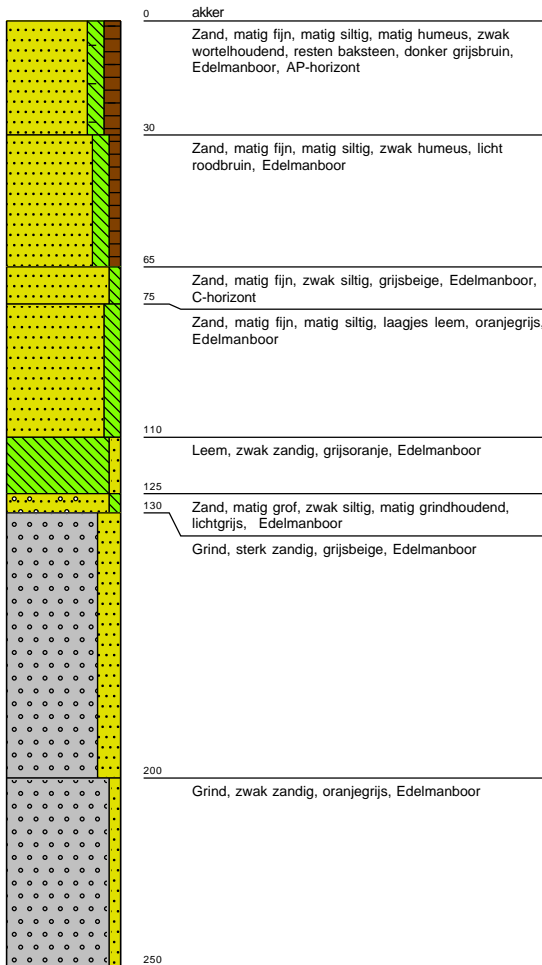 0 akker
Zand, matig fijn, matig siltig, matig humeus, zwak
wortelhoudend, resten baksteen, donker grijsbruin,
Edelmanboor, AP-horizont
30
Zand, matig fijn, matig siltig, zwak humeus, licht
roodbruin, Edelmanboor
65
Zand, matig fijn, zwak siltig, grijsbeige, Edelmanboor,
C-horizont
75
Zand, matig fijn, matig siltig, laagjes leem, oranjegrijs,
Edelmanboor
110
Leem, zwak zandig, grijsoranje, Edelmanboor
125
Zand, matig grof, zwak siltig, matig grindhoudend,
lichtgrijs, Edelmanboor
130
Grind, sterk zandig, grijsbeige, Edelmanboor
200
Grind, zwak zandig, oranjegrijs, Edelmanboor
250